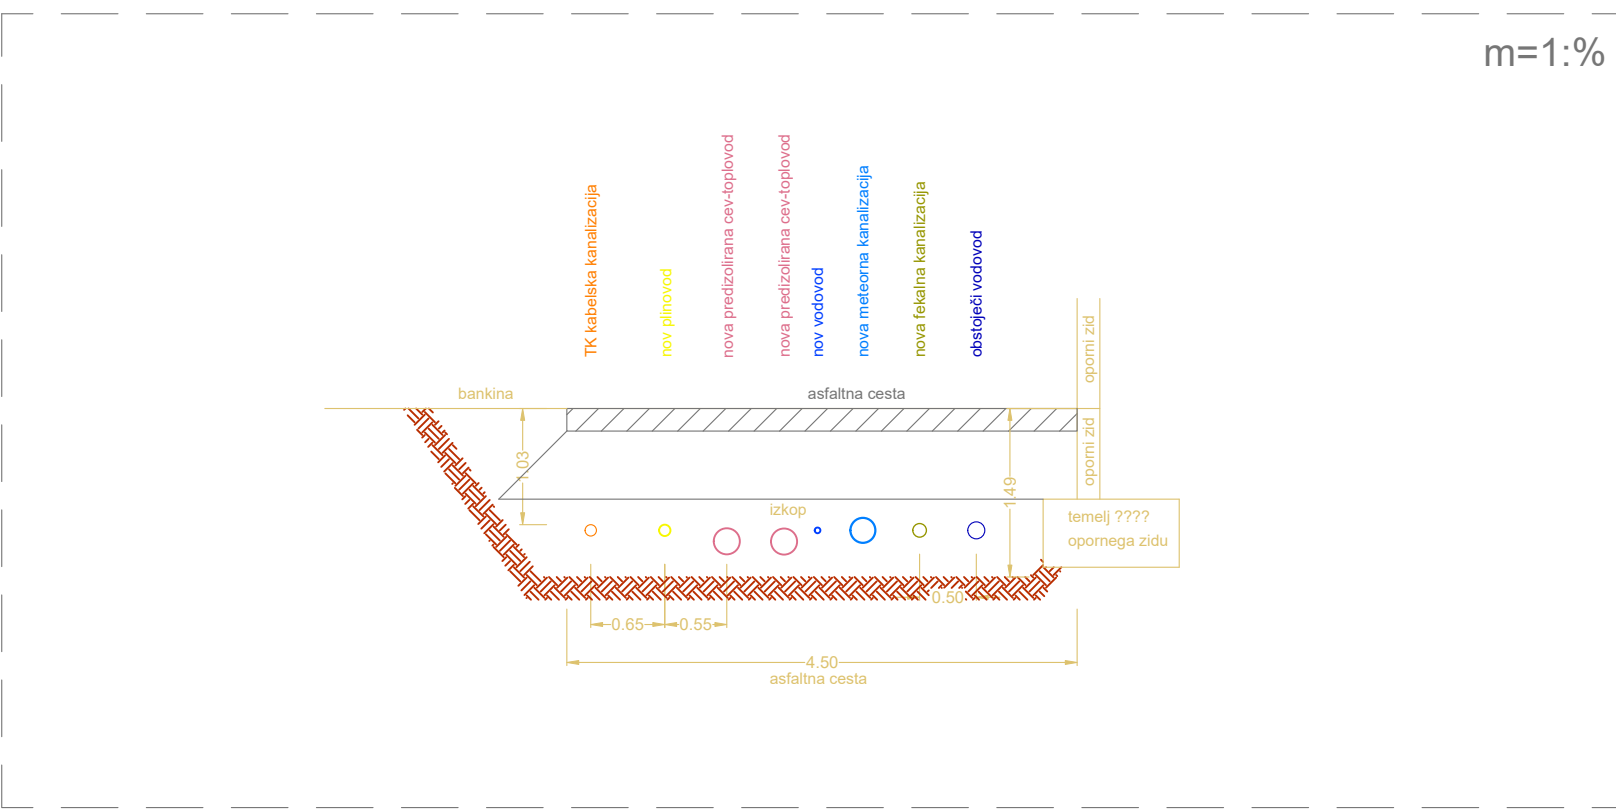 m=1:%
TK kabelska kanalizacija
nov plinovod
nova predizolirana cev-toplovod
nova predizolirana cev-toplovod
nov vodovod
nova meteorna kanalizacija
nova fekalna kanalizacija
obstoječi vodovod
oporni zid
bankina
asfaltna cesta
oporni zid
1.03
1.49
izkop
temelj ????
opornega zidu
0.50
0.65
0.55
4.50
asfaltna cesta